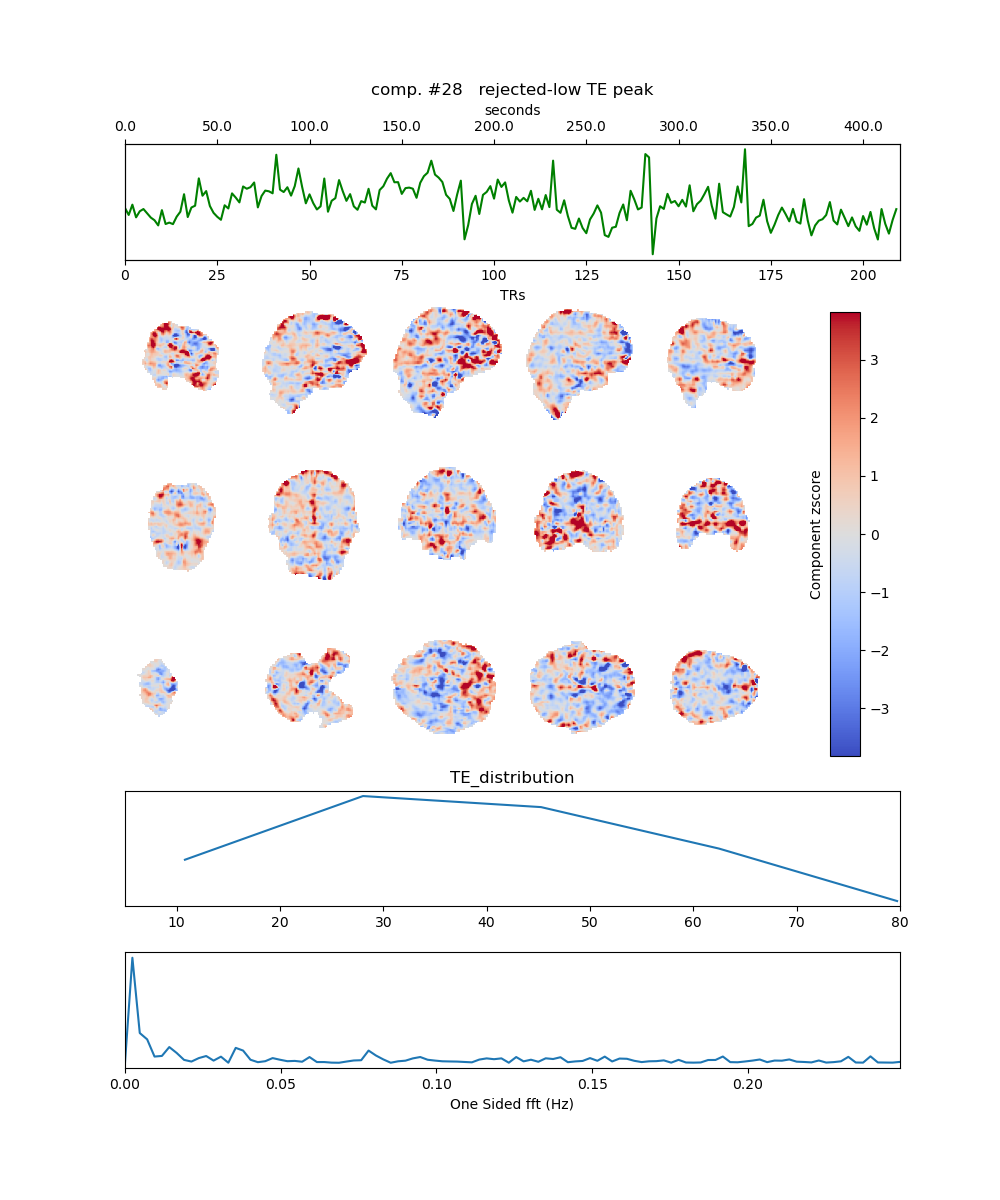 comp. #28   rejected-low TE peak
seconds
0.0 50.0 100.0 150.0 200.0 250.0 300.0 350.0 400.0
0 25 50 75 100 125 150 175 200
TRs
3
2
1
0
−1
−2
−3
Component zscore
TE_distribution
10 20 30 40 50 60 70 80
0.00 0.05 0.10 0.15 0.20
One Sided fft (Hz)